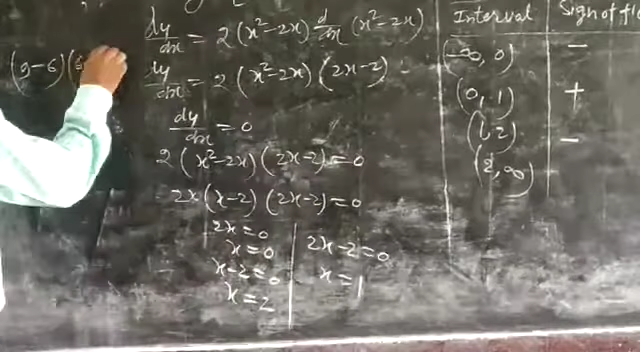 dy/dx = 2(x²-2x) d/dx (x²-2x)
(9-6)(6
dy/dx = 2(x²-2x)(2x-2)
dy/dx = 0
2(x²-2x)(2x-2)=0
2x(x-2)(2x-2)=0
2x=0
x=0
x-2=0
x=2
2x-2=0
x=1
Interval Sign of
(-∞, 0) -
(0, 1) +
(1, 2) -
(2, ∞)